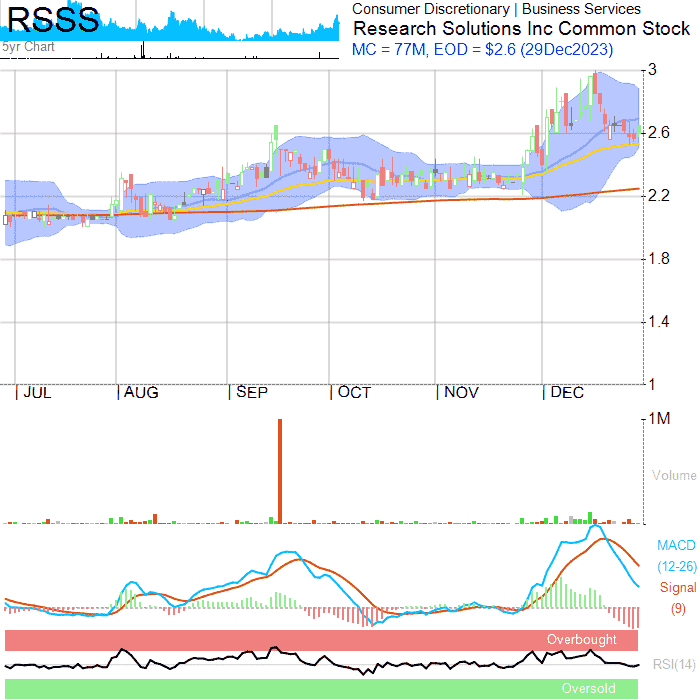 RSSS
5yr Chart
Consumer Discretionary | Business Services
Research Solutions Inc Common Stock
MC = 77M, EOD = $2.6 (29Dec2023)
3
2.6
2.2
1.8
1.4
1
| JUL | AUG | SEP | OCT | NOV | DEC
1M
Volume
MACD
(12-26)
Signal
(9)
Overbought
RSI(14)
Oversold